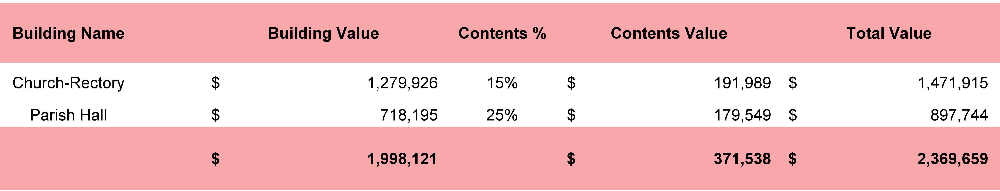 Building Name Building Value Contents % Contents Value Total Value
Church-Rectory $ 1,279,926 15% $ 191,989 $ 1,471,915
Parish Hall $ 718,195 25% $ 179,549 $ 897,744
$ 1,998,121 $ 371,538 $ 2,369,659